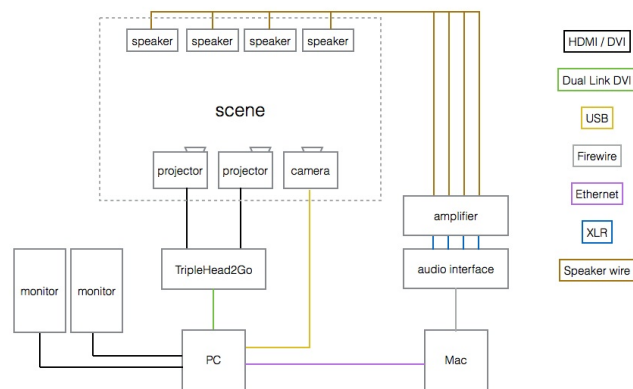 speaker
speaker
speaker
speaker
scene
projector
projector
camera
amplifier
TripleHead2Go
audio interface
monitor
monitor
PC
Mac
HDMI / DVI
Dual Link DVI
USB
Firewire
Ethernet
XLR
Speaker wire